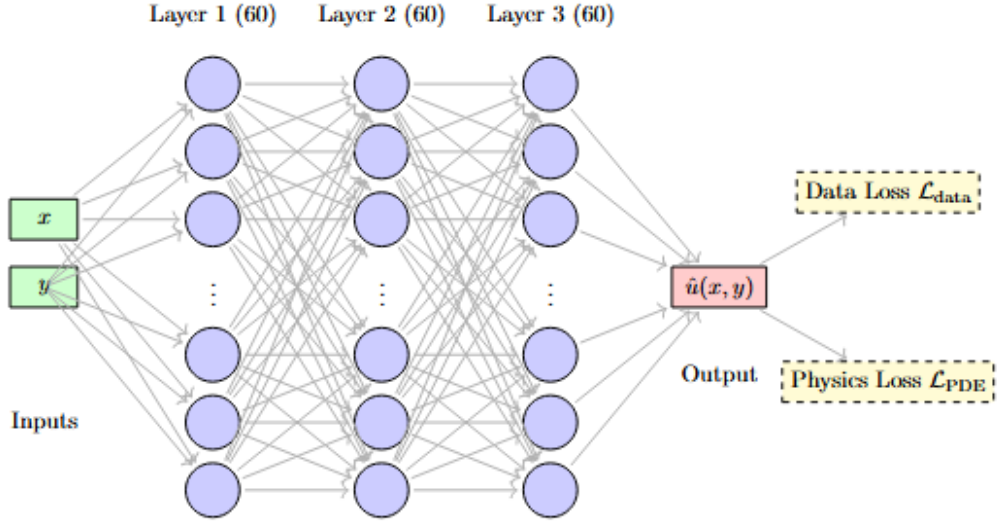 Layer 1 (60) Layer 2 (60) Layer 3 (60)
x
y
Inputs
⋮ ⋮ ⋮
û(x, y)
Output
Data Loss ℒdata
Physics Loss ℒPDE